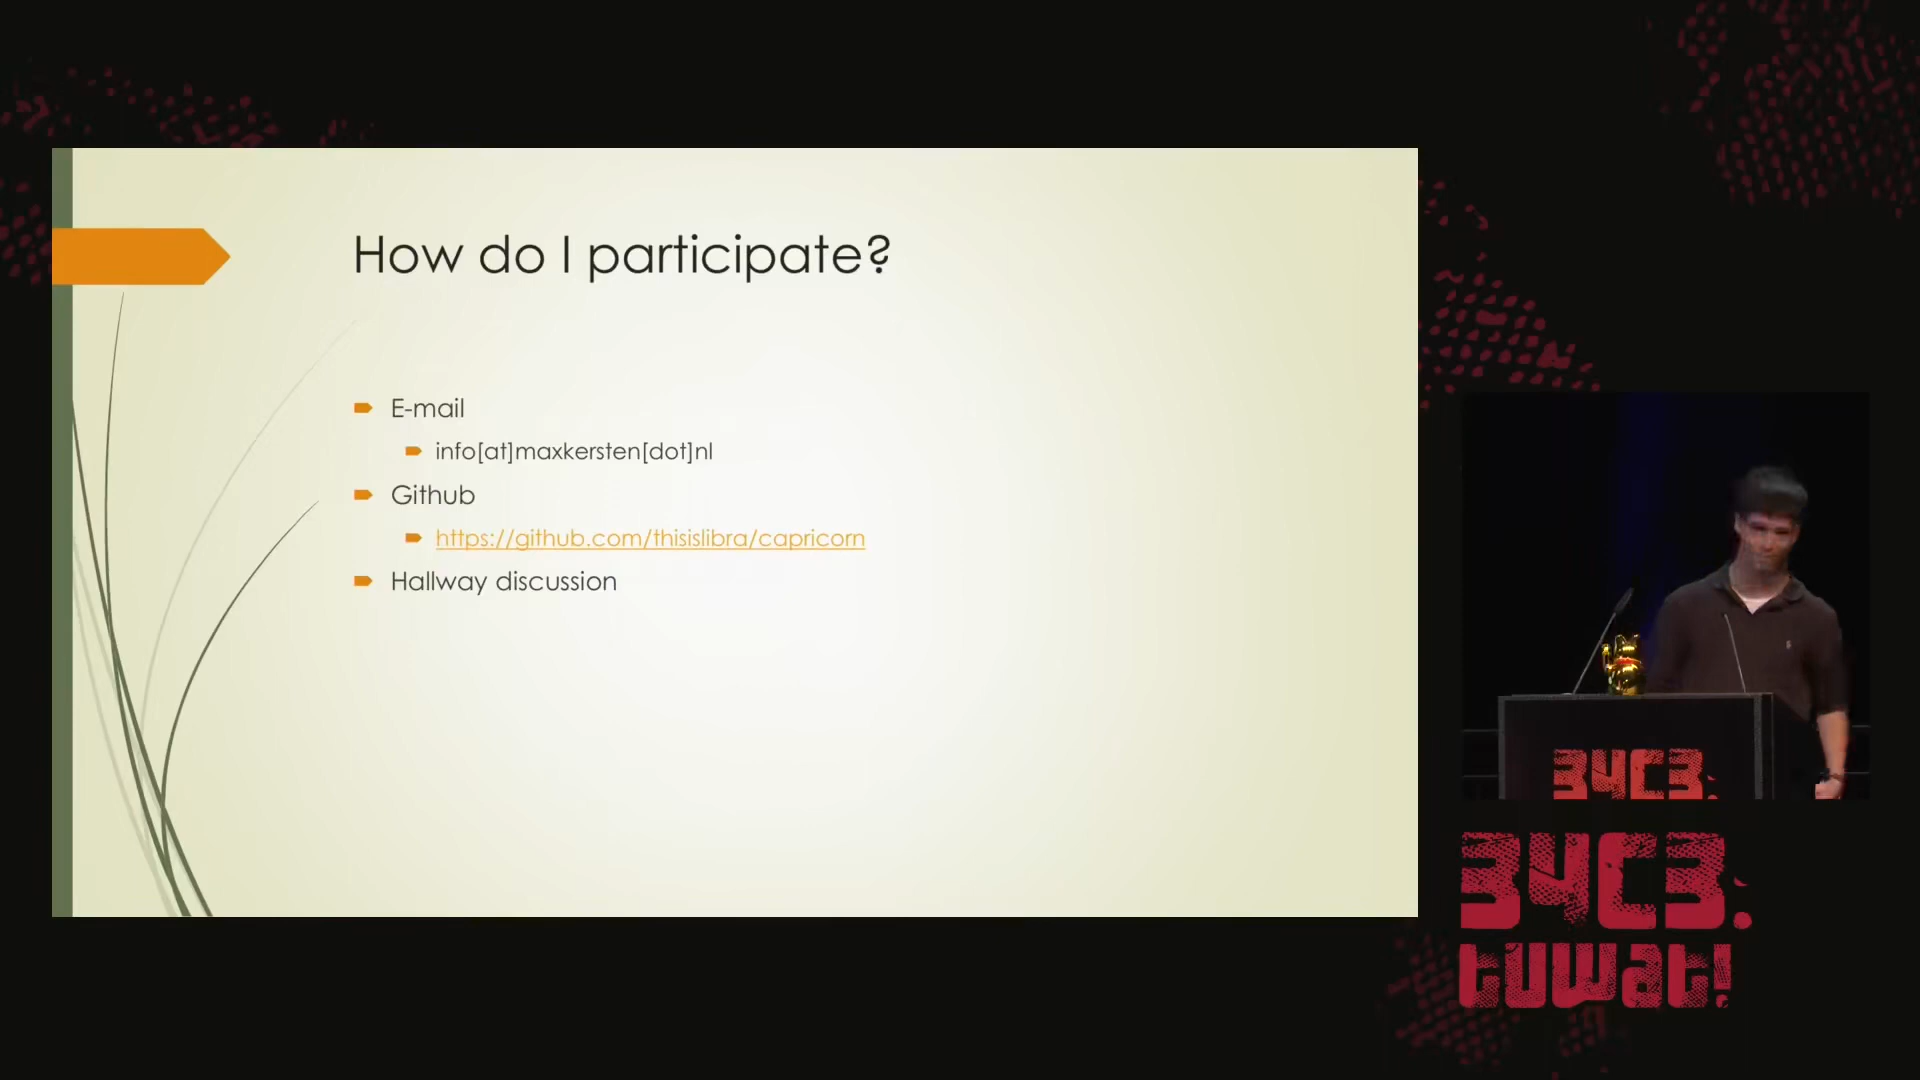 How do I participate?
E-mail
info[at]maxkersten[dot]nl
Github
https://github.com/thisislibra/capricorn
Hallway discussion
34C3.
34C3.
tuwat!